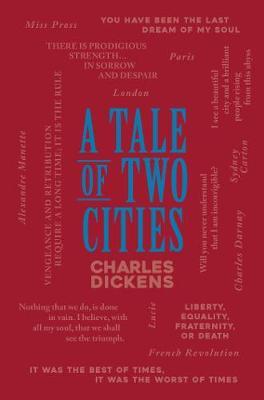 Miss Pross
YOU HAVE BEEN THE LAST
DREAM OF MY SOUL
THERE IS PRODIGIOUS
STRENGTH...
IN SORROW
AND DESPAIR
Paris
London
I see a beautiful
city and a brilliant
people rising
from this abyss
Alexandre Manette
VENGEANCE AND RETRIBUTION
REQUIRE A LONG TIME; IT IS THE RULE
A TALE
OF TWO
CITIES
CHARLES
DICKENS
Will you never understand
that I am incorrigible?
Sydney
Carton
Charles Darnay
Nothing that we do, is done
in vain. I believe, with
all my soul, that we shall
see the triumph.
Lucie
LIBERTY,
EQUALITY,
FRATERNITY,
OR DEATH
French Revolution
IT WAS THE BEST OF TIMES,
IT WAS THE WORST OF TIMES